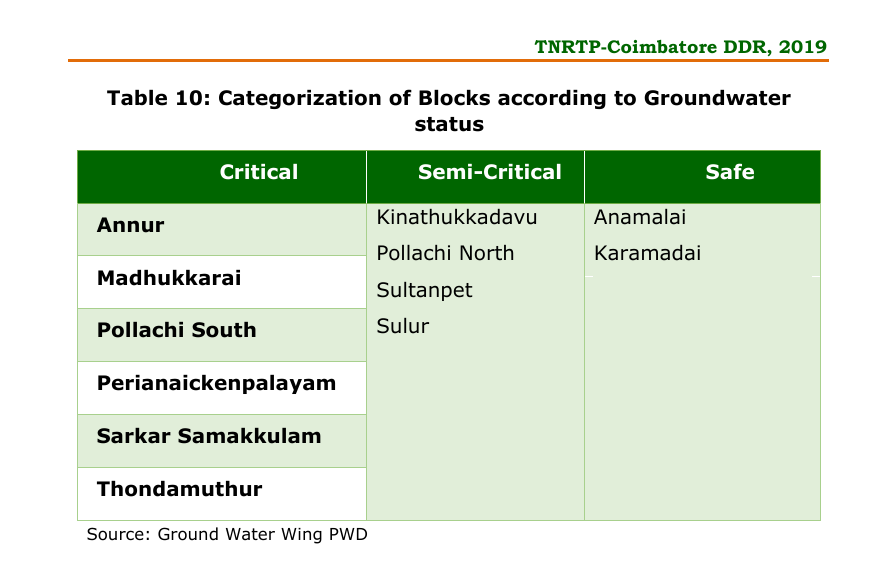 TNRTP-Coimbatore DDR, 2019
Table 10: Categorization of Blocks according to Groundwater
status
Critical Semi-Critical Safe
Annur
Madhukkarai
Pollachi South
Perianaickenpalayam
Sarkar Samakkulam
Thondamuthur
Kinathukkadavu
Pollachi North
Sultanpet
Sulur
Anamalai
Karamadai
Source: Ground Water Wing PWD